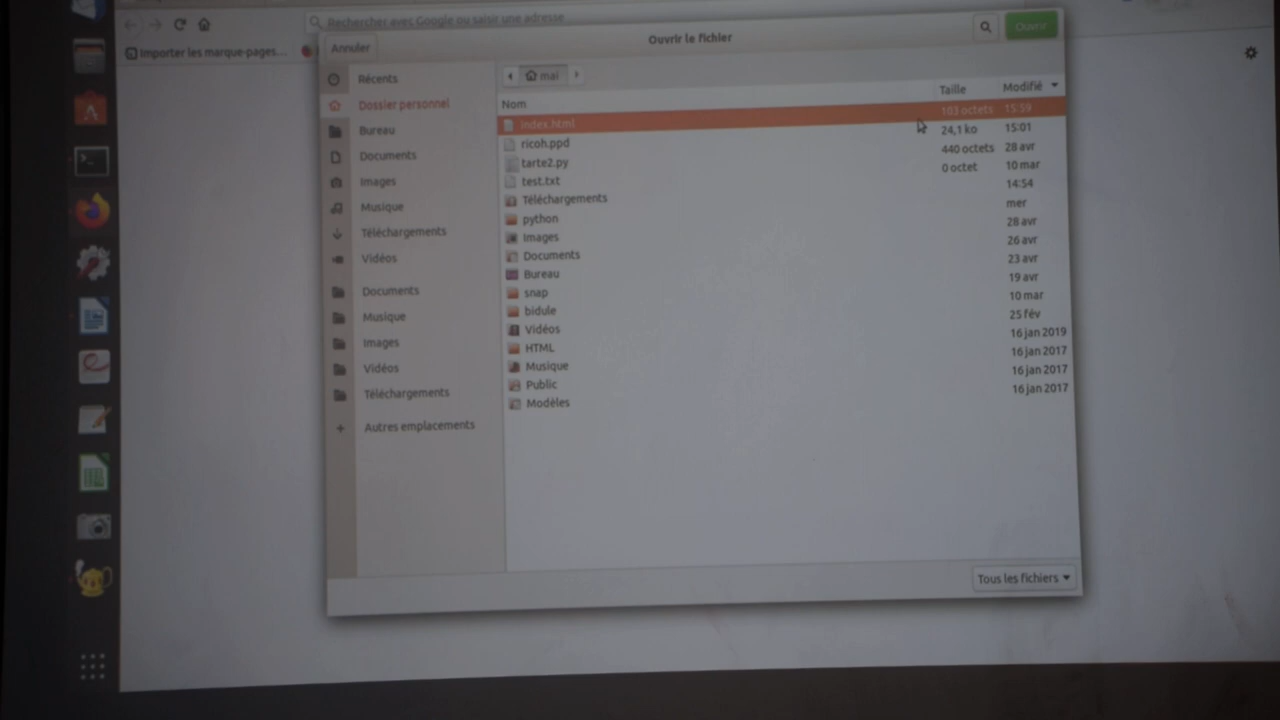 Rechercher avec Google ou saisir une adresse
Importer les marque-pages...
Annuler
Ouvrir le fichier
Ouvrir
Récents
Dossier personnel
Bureau
Documents
Images
Musique
Téléchargements
Vidéos
Documents
Musique
Images
Vidéos
Téléchargements
Autres emplacements
mai
Nom Taille Modifié
index.html 103 octets 15:59
ricoh.ppd 24,1 ko 15:01
tarte2.py 440 octets 28 avr
test.txt 0 octet 10 mar
Téléchargements 14:54
python mer
Images 28 avr
Documents 26 avr
Bureau 23 avr
snap 19 avr
bidule 10 mar
Vidéos 25 fév
HTML 16 jan 2019
Musique 16 jan 2017
Public 16 jan 2017
Modèles 16 jan 2017
Tous les fichiers